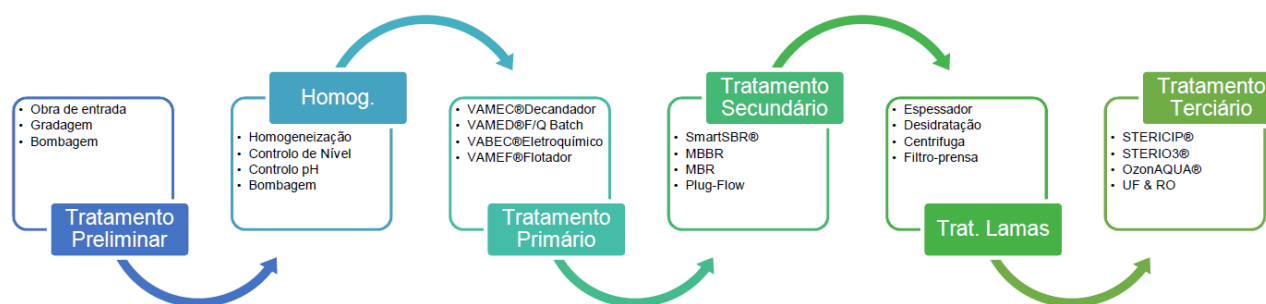 • Obra de entrada
• Gradagem
• Bombagem
Tratamento
Preliminar
Homog.
• Homogeneização
• Controlo de Nível
• Controlo pH
• Bombagem
• VAMEC®Decandador
• VAMED®F/Q Batch
• VABEC®Eletroquímico
• VAMEF®Flotador
Tratamento
Primário
Tratamento
Secundário
• SmartSBR®
• MBBR
• MBR
• Plug-Flow
• Espessador
• Desidratação
• Centrifuga
• Filtro-prensa
Trat. Lamas
Tratamento
Terciário
• STERICIP®
• STERIO3®
• OzonAQUA®
• UF & RO